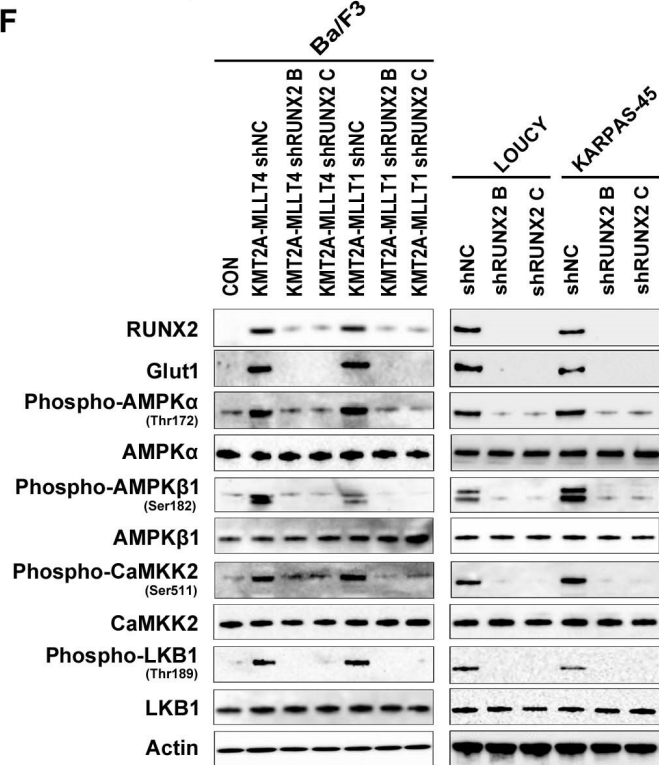 F
Ba/F3
LOUCY
KARPAS-45
CON
KMT2A-MLLT4 shNC
KMT2A-MLLT4 shRUNX2 B
KMT2A-MLLT4 shRUNX2 C
KMT2A-MLLT1 shNC
KMT2A-MLLT1 shRUNX2 B
KMT2A-MLLT1 shRUNX2 C
shNC
shRUNX2 B
shRUNX2 C
shNC
shRUNX2 B
shRUNX2 C
RUNX2
Glut1
Phospho-AMPKα
(Thr172)
AMPKα
Phospho-AMPKβ1
(Ser182)
AMPKβ1
Phospho-CaMKK2
(Ser511)
CaMKK2
Phospho-LKB1
(Thr189)
LKB1
Actin